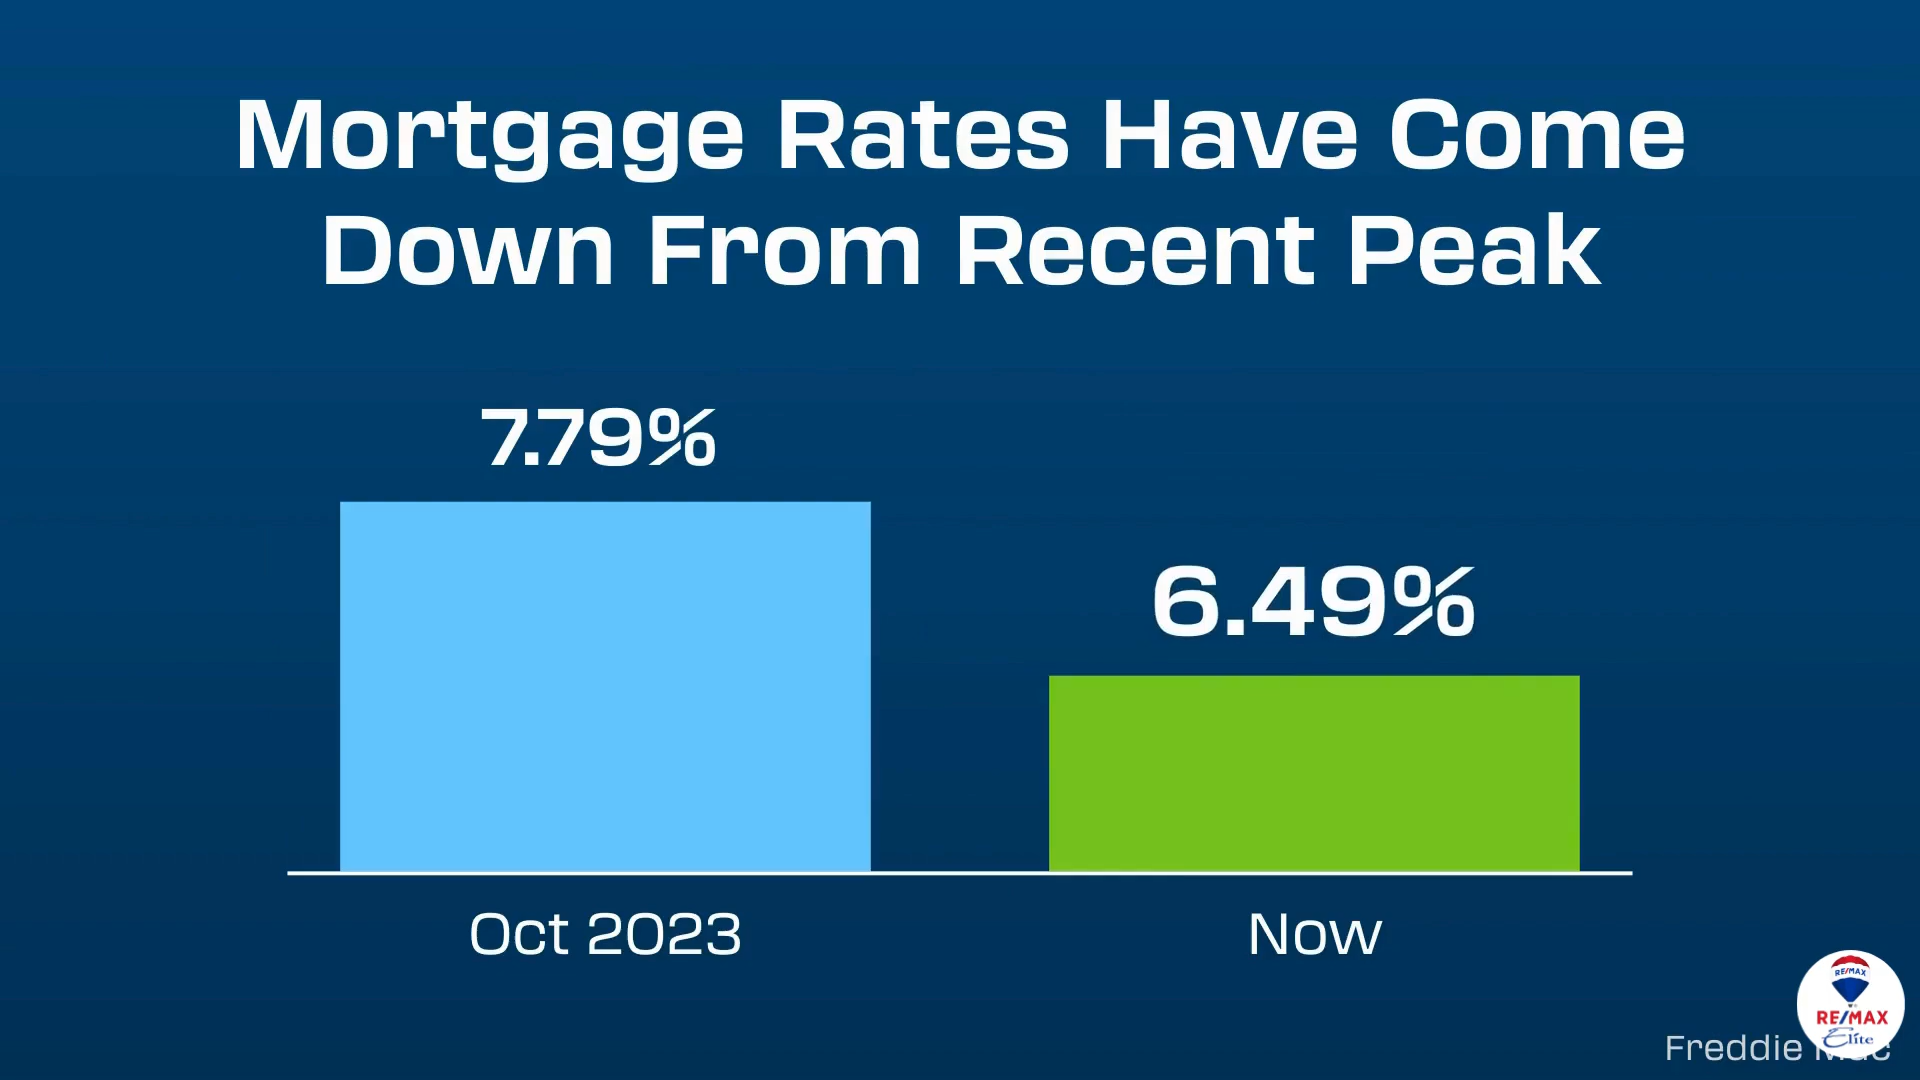 Mortgage Rates Have Come
Down From Recent Peak
7.79%
6.49%
Oct 2023
Now
RE/MAX
RE/MAX
Elite
Freddie